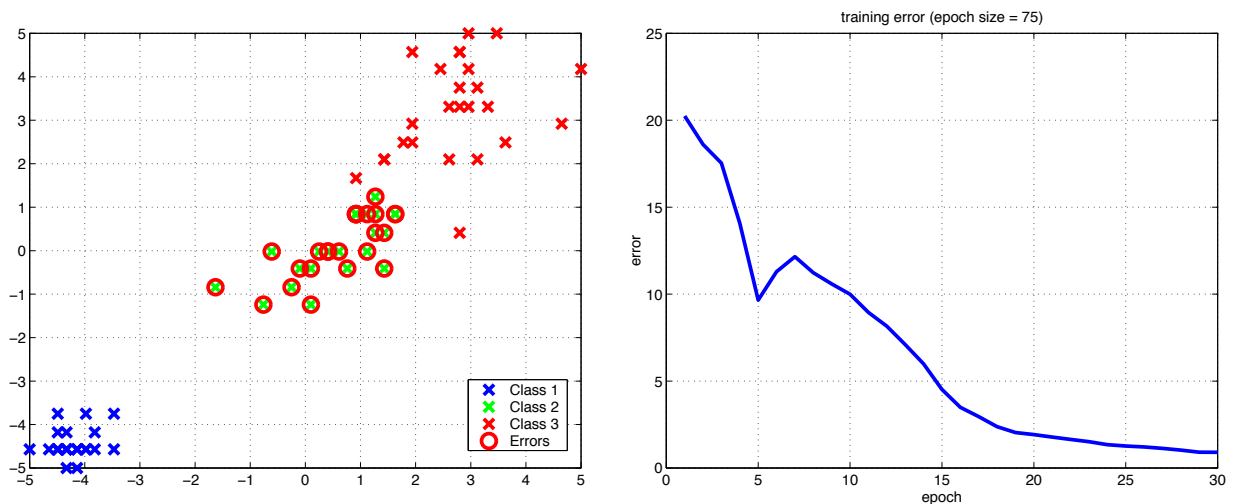 5
4
3
2
1
0
−1
−2
−3
−4
−5
−5 −4 −3 −2 −1 0 1 2 3 4 5
Class 1
Class 2
Class 3
Errors
training error (epoch size = 75)
error
25
20
15
10
5
0
0 5 10 15 20 25 30
epoch